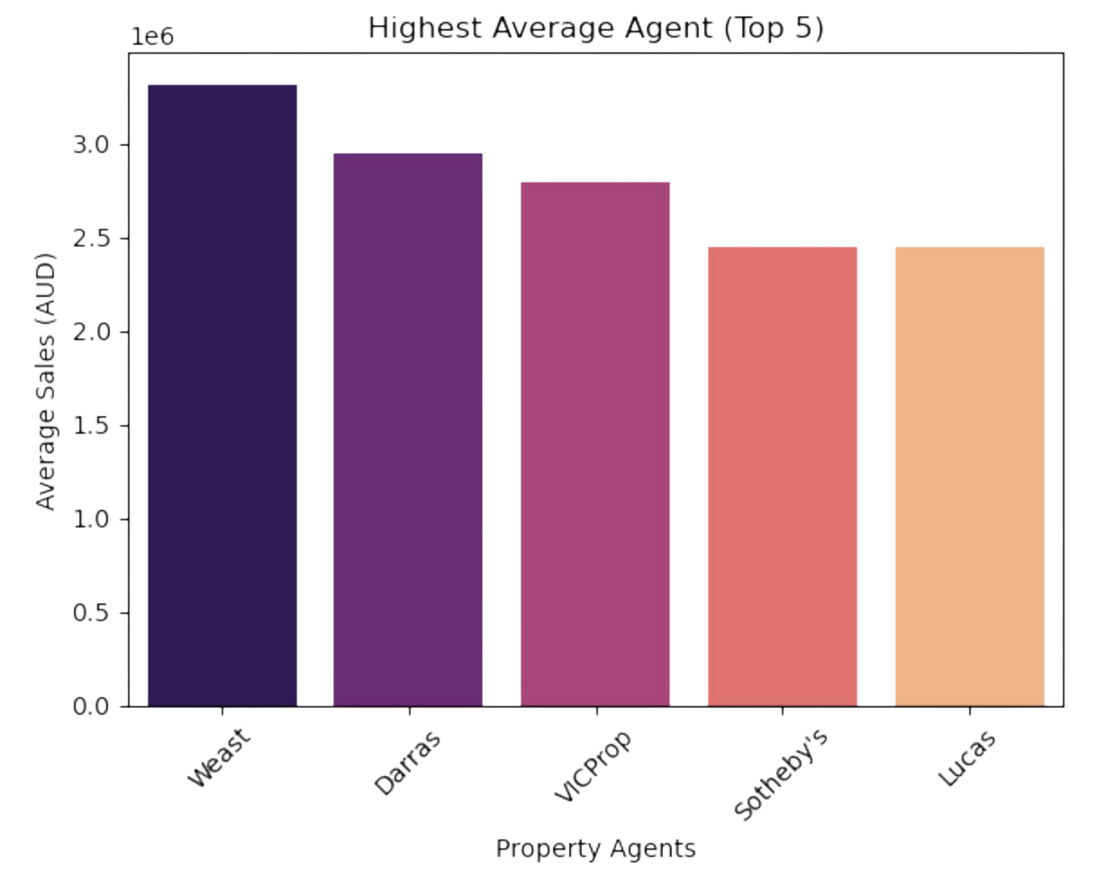 Highest Average Agent (Top 5)
1e6
3.0
2.5
2.0
1.5
1.0
0.5
0.0
Average Sales (AUD)
Weast
Darras
VICProp
Sotheby's
Lucas
Property Agents